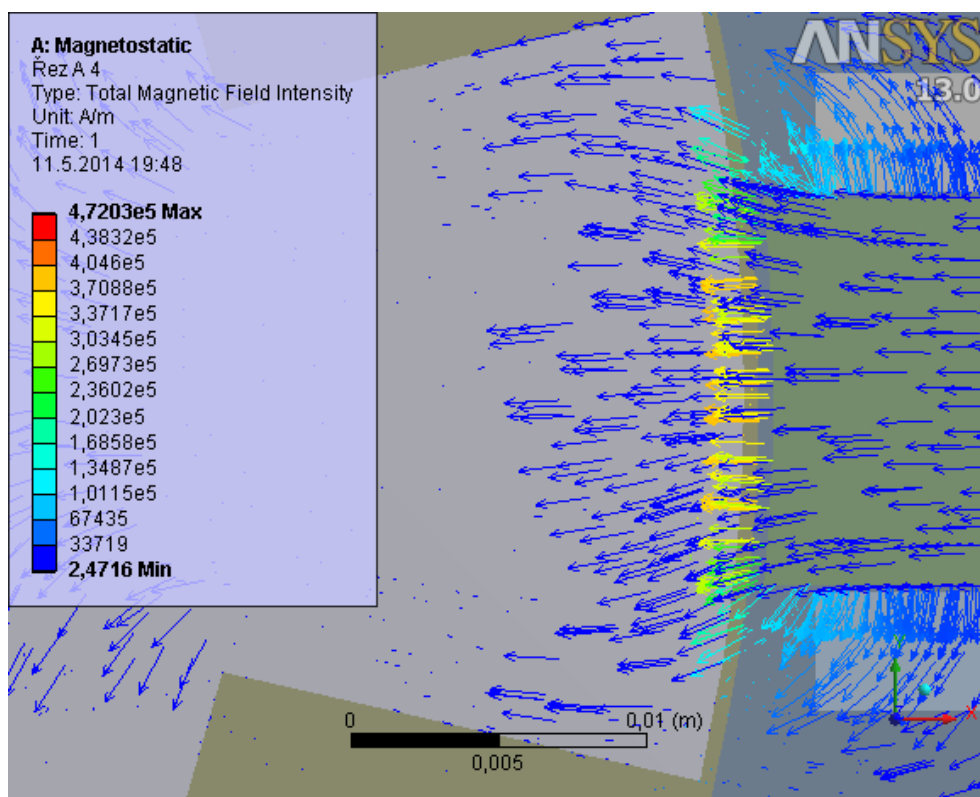 A: Magnetostatic
Řez A 4
Type: Total Magnetic Field Intensity
Unit: A/m
Time: 1
11.5.2014 19:48
4,7203e5 Max
4,3832e5
4,046e5
3,7088e5
3,3717e5
3,0345e5
2,6973e5
2,3602e5
2,023e5
1,6858e5
1,3487e5
1,0115e5
67435
33719
2,4716 Min
ANSYS
13.0
0
0,01 (m)
0,005
Y
X